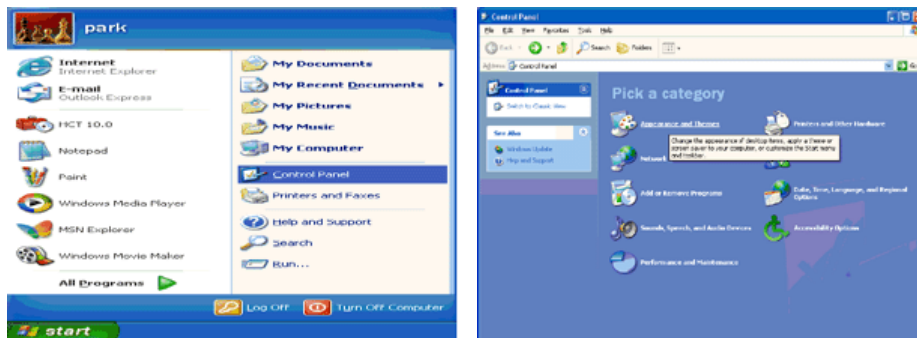 park
Internet
Internet Explorer
E-mail
Outlook Express
HCT 10.0
Notepad
Paint
Windows Media Player
MSN Explorer
Windows Movie Maker
All Programs
My Documents
My Recent Documents
My Pictures
My Music
My Computer
Control Panel
Printers and Faxes
Help and Support
Search
Run...
Log Off
Turn Off Computer
start
Control Panel
File Edit View Favorites Tools Help
Back Search Folders
Address Control Panel Go
Control Panel
Switch to Classic View
See Also
Windows Update
Help and Support
Pick a category
Appearance and Themes
Printers and Other Hardware
Change the appearance of desktop items, apply a theme or
screen saver to your computer, or customize the Start menu
and taskbar.
Network
Add or Remove Programs
Date, Time, Language, and Regional
Options
Sounds, Speech, and Audio Devices
Accessibility Options
Performance and Maintenance